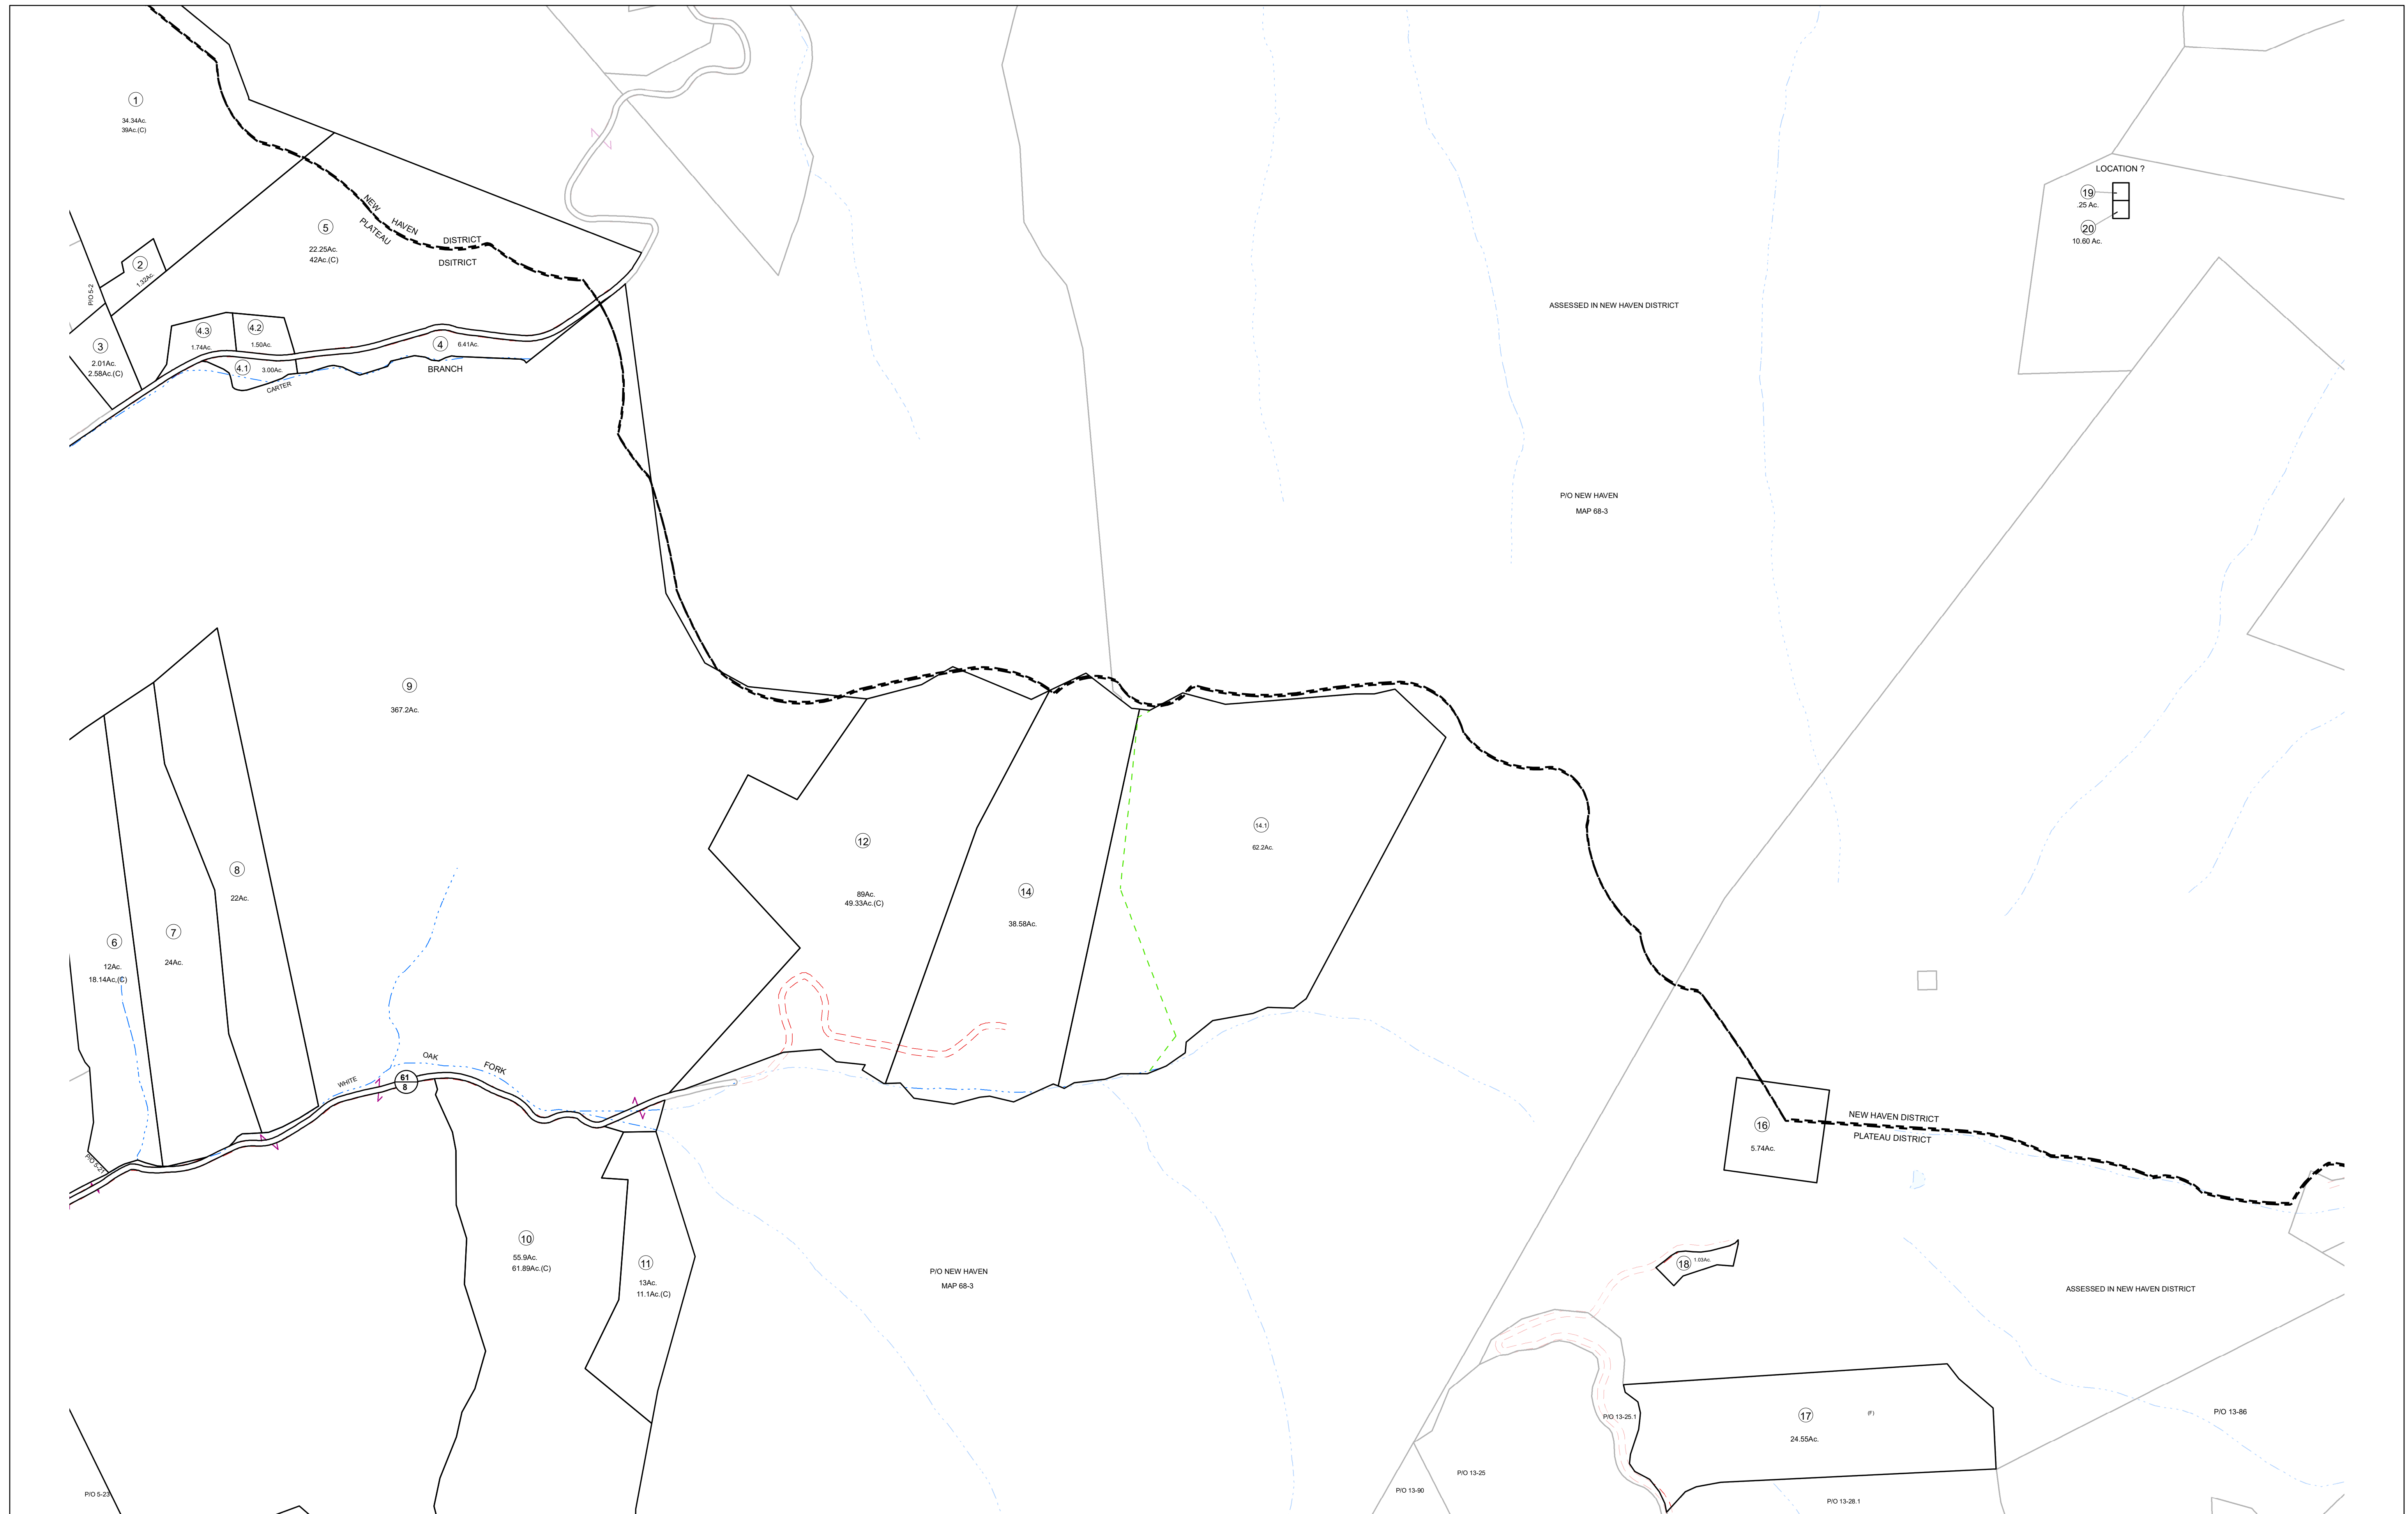 1
34.34Ac.
39Ac.(C)
LOCATION ?
19
.25 Ac.
20
10.60 Ac.
NEW HAVEN DISTRICT
PLATEAU DSITRICT
5
22.25Ac.
42Ac.(C)
2
1.32Ac.
P/O 5-2
3
2.01Ac.
2.58Ac.(C)
4.3
1.74Ac.
4.2
1.50Ac.
4.1
3.00Ac.
4
6.41Ac.
CARTER
BRANCH
ASSESSED IN NEW HAVEN DISTRICT
P/O NEW HAVEN
MAP 68-3
9
367.2Ac.
12
89Ac.
49.33Ac.(C)
14
38.58Ac.
14.1
62.2Ac.
8
22Ac.
7
24Ac.
6
12Ac.
18.14Ac.(C)
P/O 5-21
WHITE
OAK
FORK
61
8
16
5.74Ac.
NEW HAVEN DISTRICT
PLATEAU DISTRICT
10
55.9Ac.
61.89Ac.(C)
11
13Ac.
11.1Ac.(C)
P/O NEW HAVEN
MAP 68-3
18
1.03Ac.
ASSESSED IN NEW HAVEN DISTRICT
17
(F)
24.55Ac.
P/O 13-25.1
P/O 13-86
P/O 13-25
P/O 13-90
P/O 13-28.1
P/O 5-23